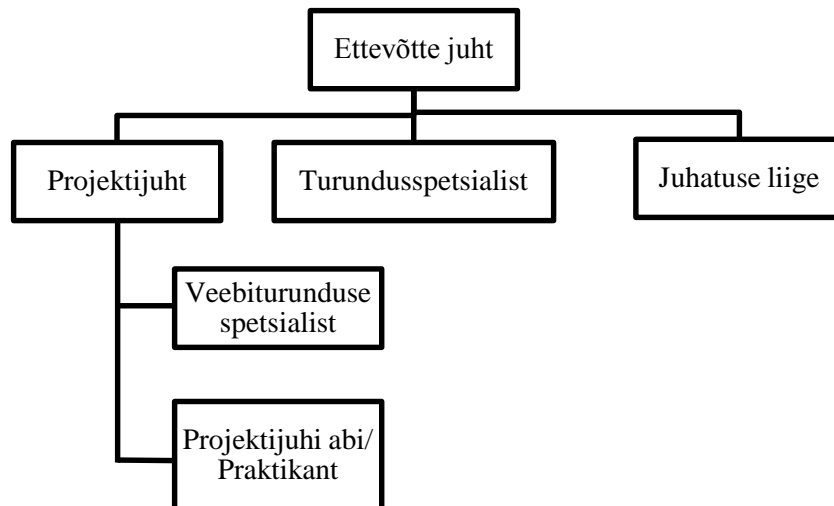 Ettevõtte juht
Projektijuht
Turundusspetsialist
Juhatuse liige
Veebiturunduse
spetsialist
Projektijuhi abi/
Praktikant